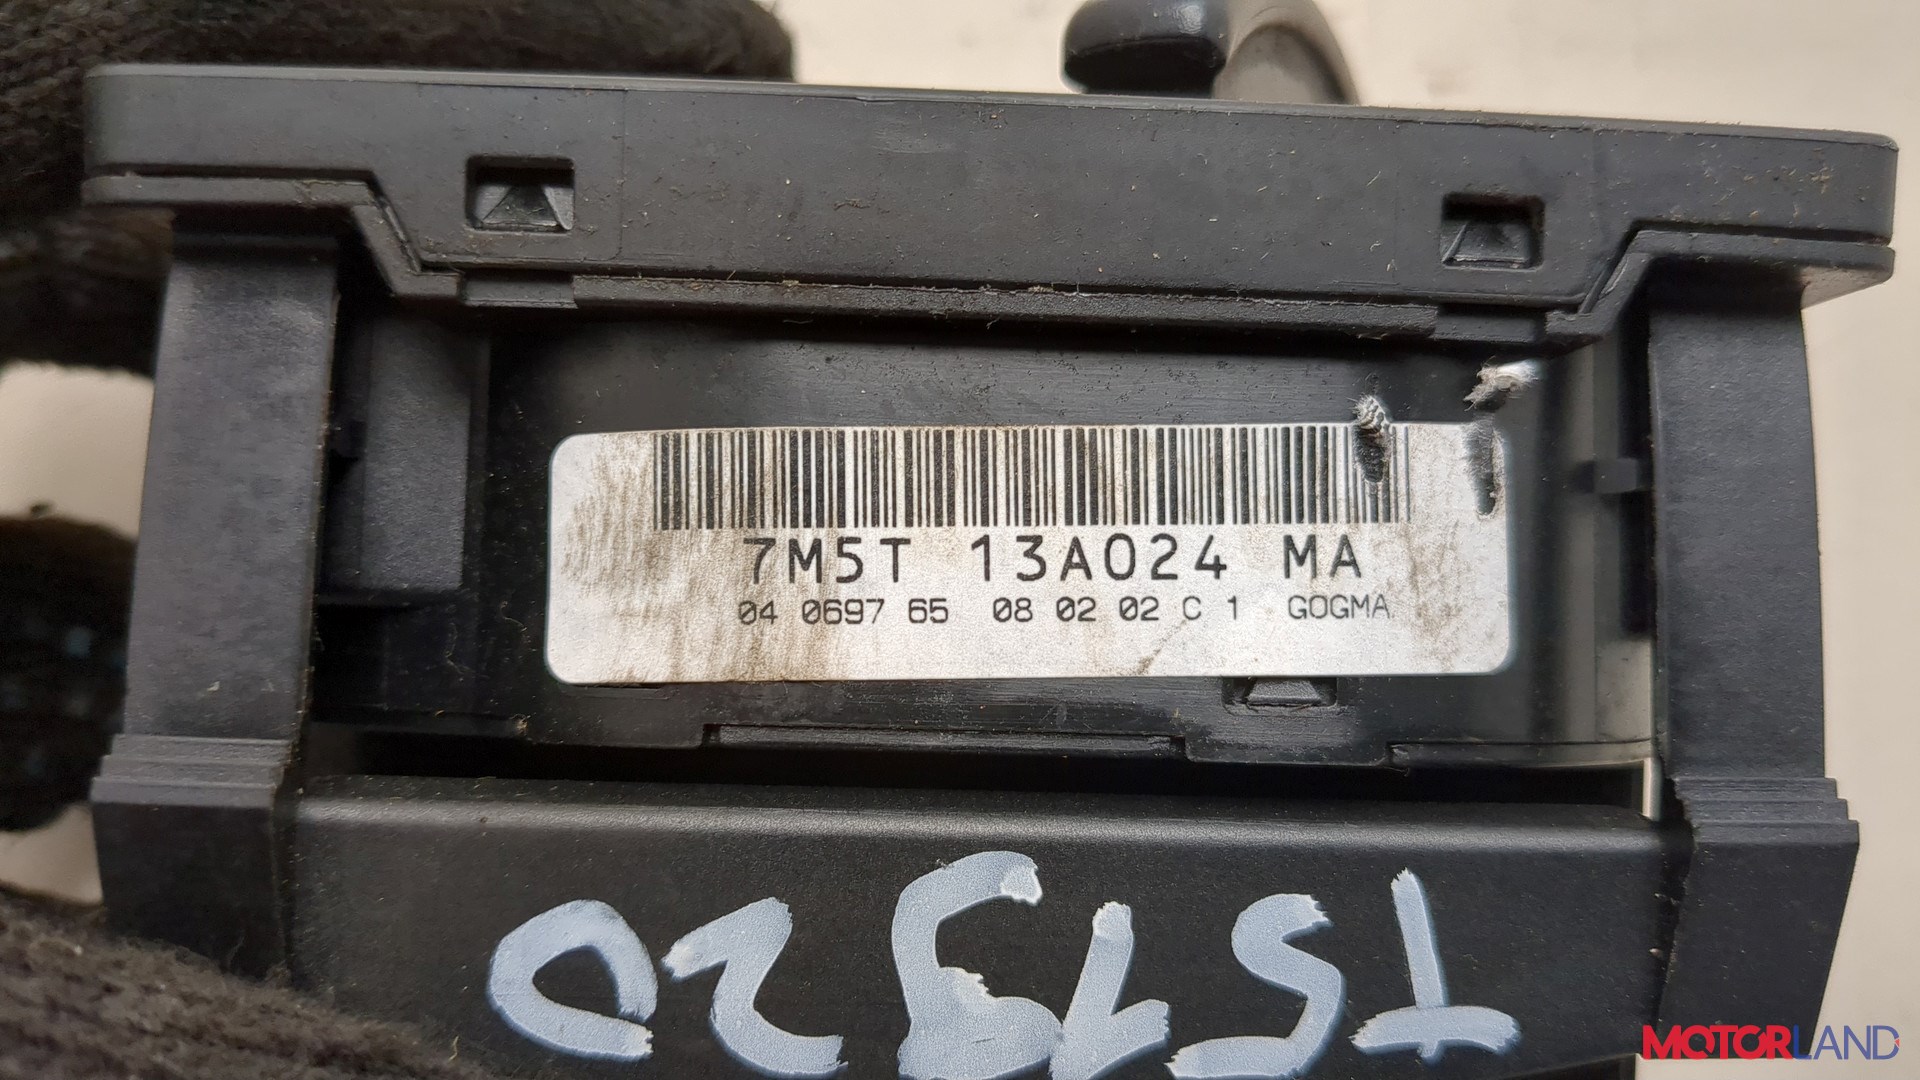 7M5T 13A024 MA
04 0697 65 08 02 02 C 1 GOGMA
T51320
MOTORLAND